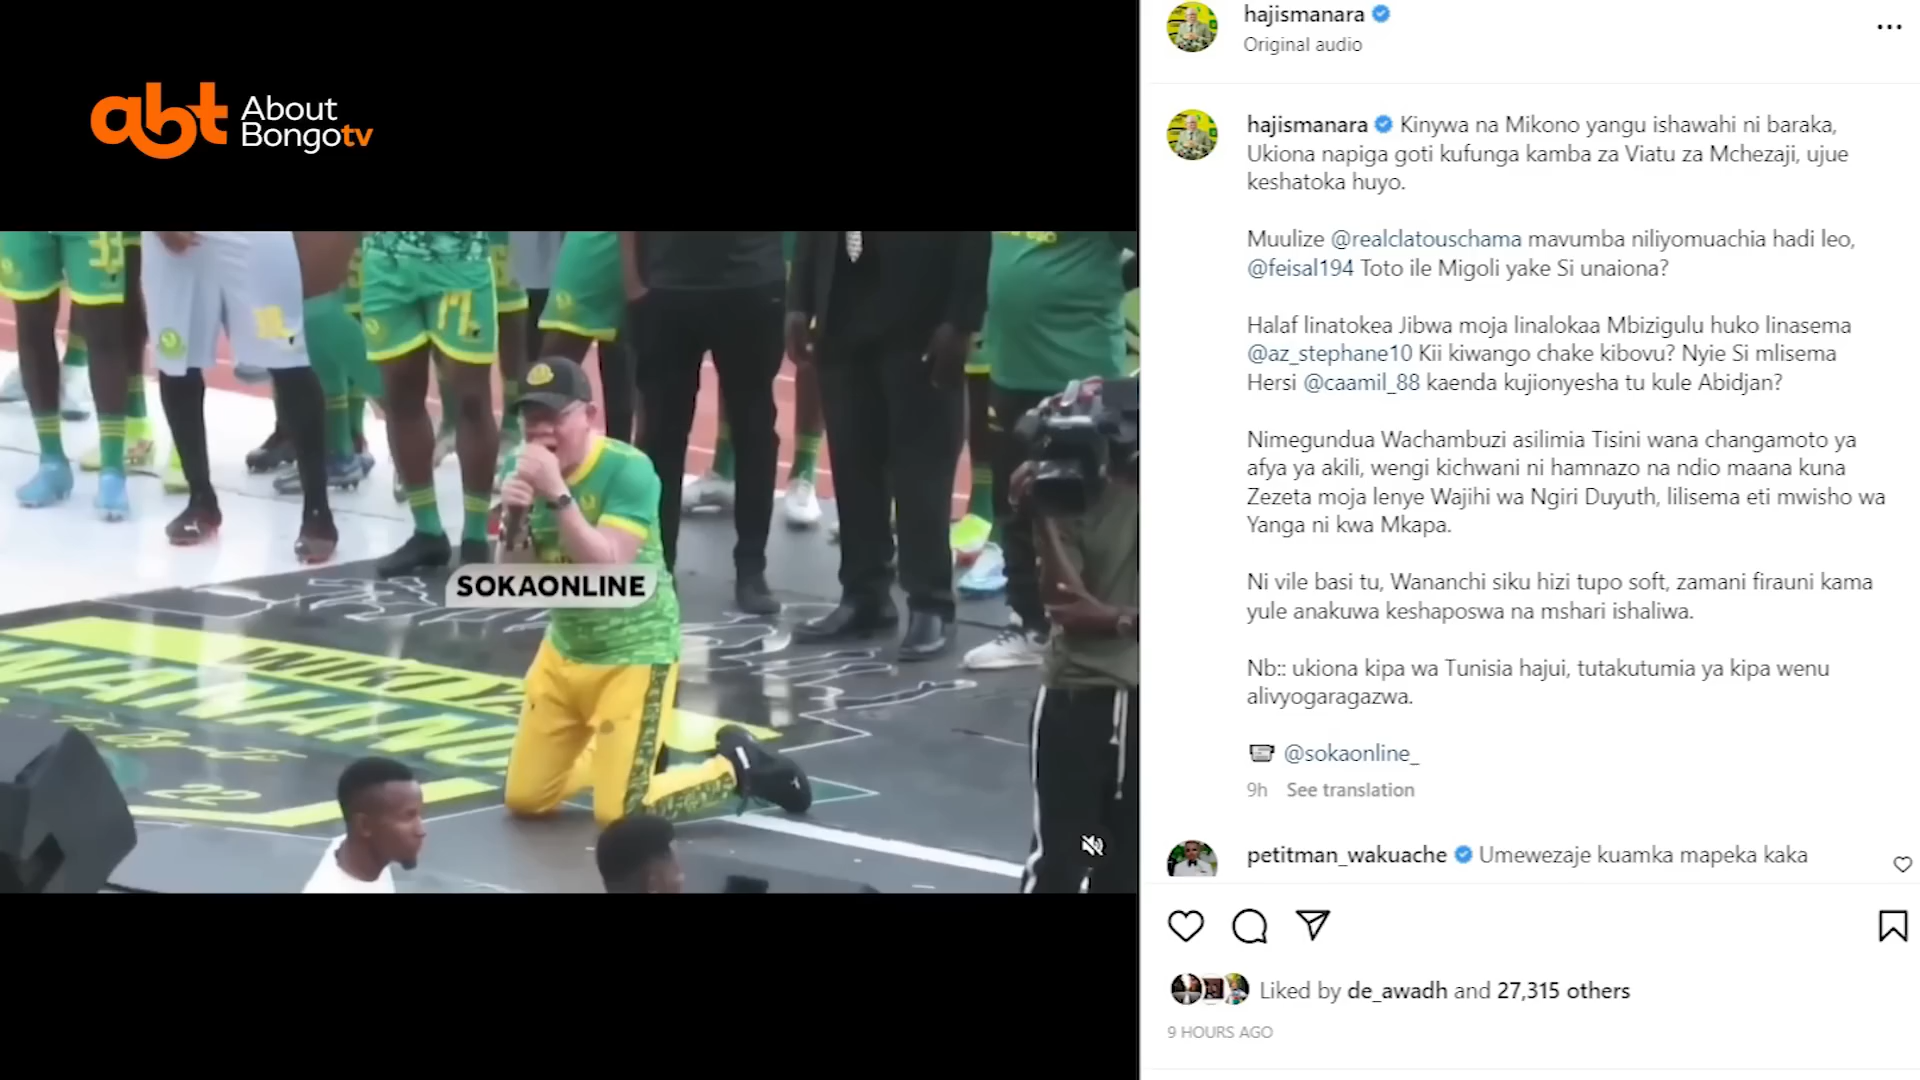 abt About
Bongotv
17
SOKAONLINE
WIKI YA
WANANCHI
22
hajismanara
Original audio
hajismanara Kinywa na Mikono yangu ishawahi ni baraka,
Ukiona napiga goti kufunga kamba za Viatu za Mchezaji, ujue
keshatoka huyo.
Muulize @realclatouschama mavumba niliyomuachia hadi leo,
@feisal194 Toto ile Migoli yake Si unaiona?
Halaf linatokea Jibwa moja linalokaa Mbizigulu huko linasema
@az_stephane10 Kii kiwango chake kibovu? Nyie Si mlisema
Hersi @caamil_88 kaenda kujionyesha tu kule Abidjan?
Nimegundua Wachambuzi asilimia Tisini wana changamoto ya
afya ya akili, wengi kichwani ni hamnazo na ndio maana kuna
Zezeta moja lenye Wajihi wa Ngiri Duyuth, lilisema eti mwisho wa
Yanga ni kwa Mkapa.
Ni vile basi tu, Wananchi siku hizi tupo soft, zamani firauni kama
yule anakuwa keshaposwa na mshari ishaliwa.
Nb:: ukiona kipa wa Tunisia hajui, tutakutumia ya kipa wenu
alivyogaragazwa.
@sokaonline_
9h See translation
petitman_wakuache Umewezaje kuamka mapeka kaka
Liked by de_awadh and 27,315 others
9 HOURS AGO